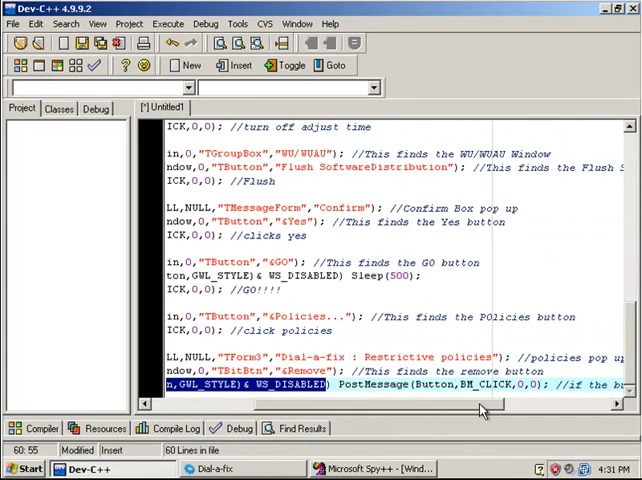 Dev-C++ 4.9.9.2
File Edit Search View Project Execute Debug Tools CVS Window Help
New Insert Toggle Goto
Project Classes Debug
[*] Untitled1
ICK,0,0); //turn off adjust time
in,0,"TGroupBox","WU/WUAU"); //This finds the WU/WUAU Window
ndow,0,"TButton","Flush SoftwareDistribution"); //This finds the Flush S
ICK,0,0); //Flush
LL,NULL,"TMessageForm","Confirm"); //Confirm Box pop up
ndow,0,"TButton","&Yes"); //This finds the Yes button
ICK,0,0); //clicks yes
in,0,"TButton","&GO"); //This finds the GO button
ton,GWL_STYLE)& WS_DISABLED) Sleep(500);
ICK,0,0); //GO!!!!
in,0,"TButton","&Policies..."); //This finds the POlicies button
ICK,0,0); //click policies
LL,NULL,"TForm3","Dial-a-fix : Restrictive policies"); //policies pop up
,0,"TBitBtn","&Remove"); //This finds the remove button
n,GWL_STYLE)& WS_DISABLED) PostMessage(Button,BM_CLICK,0,0); //if the bu
Compiler Resources Compile Log Debug Find Results
60: 55 Modified Insert 60 Lines in file
Start Dev-C++ Dial-a-fix Microsoft Spy++ - [Wind... 4:31 PM